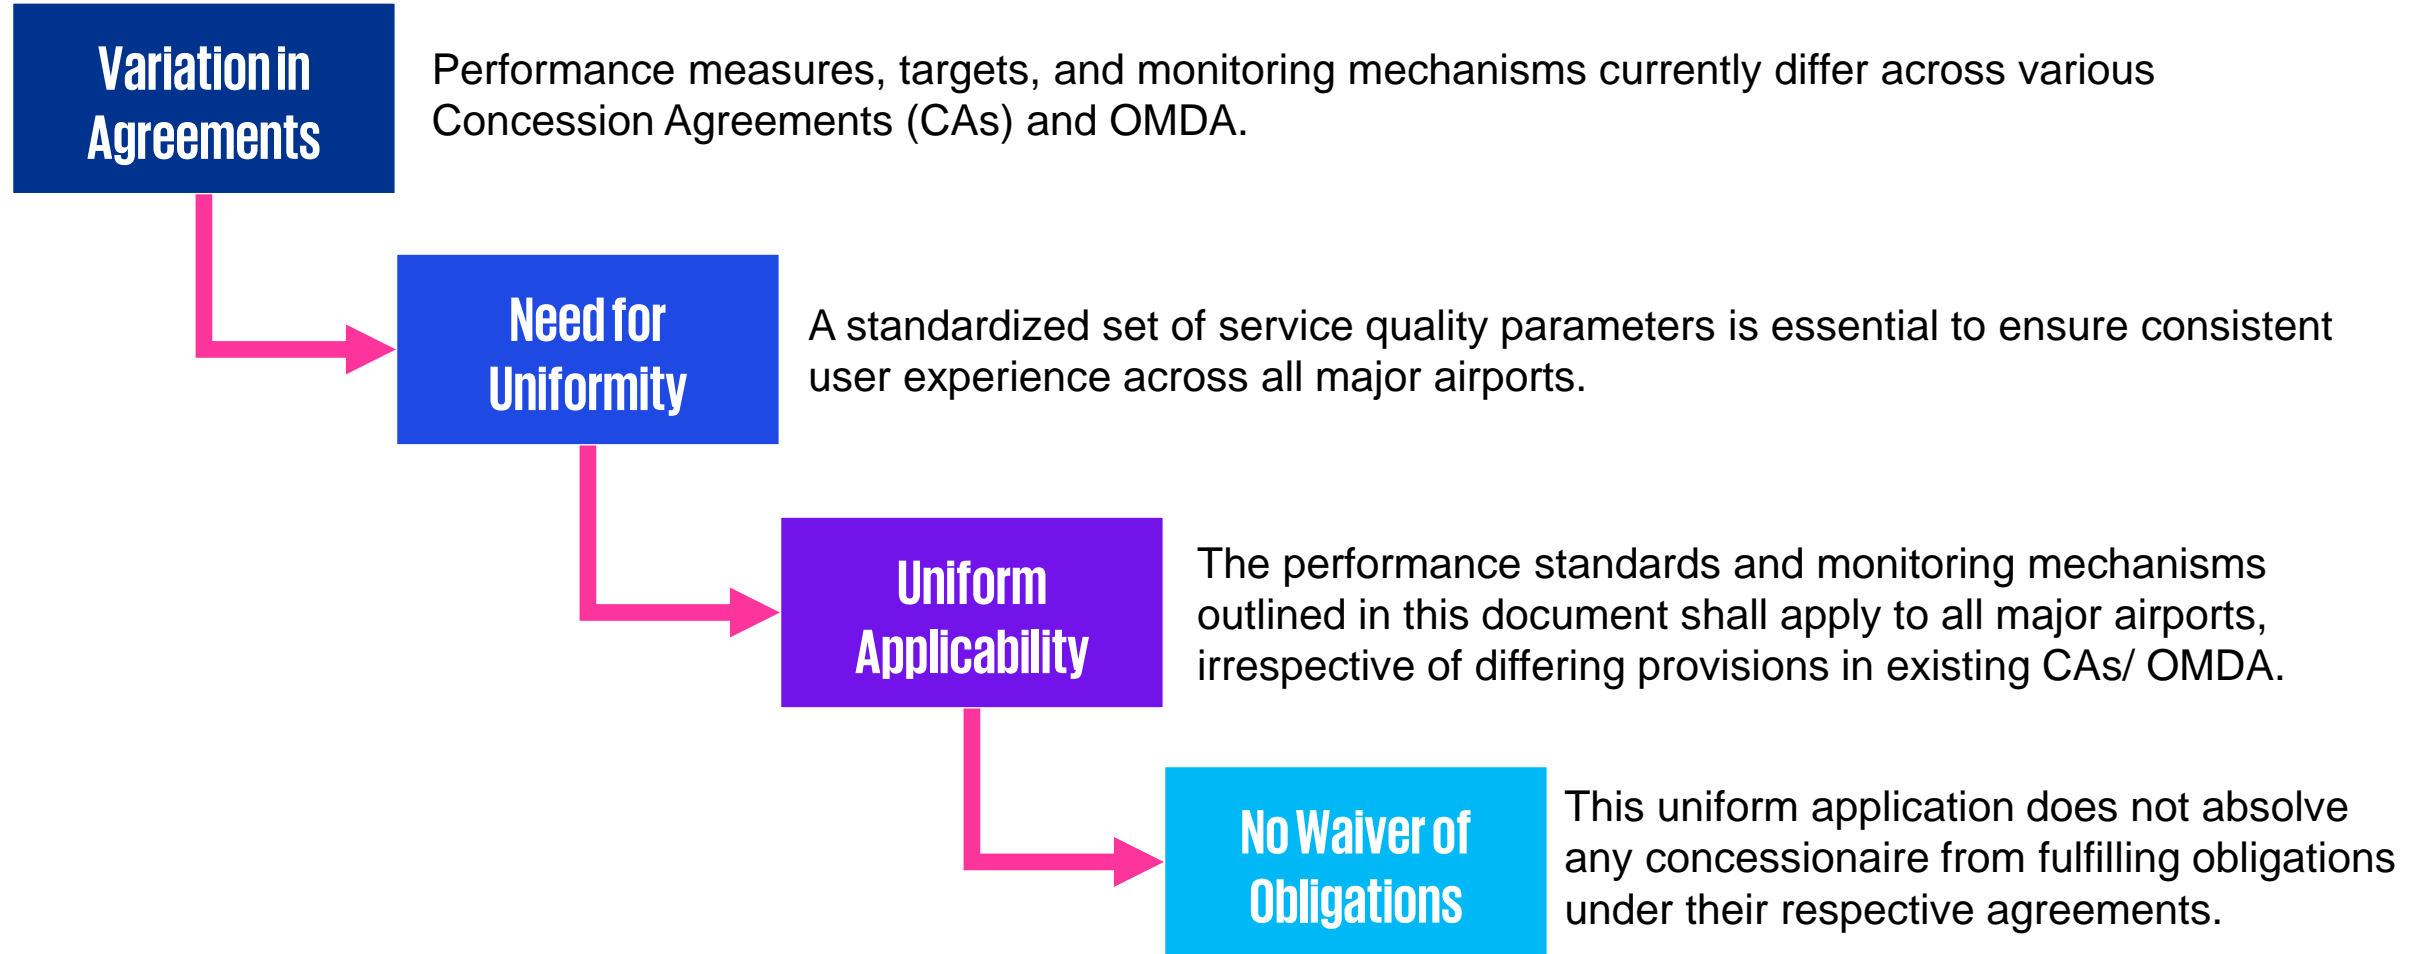 Variation in
Agreements
Performance measures, targets, and monitoring mechanisms currently differ across various
Concession Agreements (CAs) and OMDA.
Need for
Uniformity
A standardized set of service quality parameters is essential to ensure consistent
user experience across all major airports.
Uniform
Applicability
The performance standards and monitoring mechanisms
outlined in this document shall apply to all major airports,
irrespective of differing provisions in existing CAs/ OMDA.
No Waiver of
Obligations
This uniform application does not absolve
any concessionaire from fulfilling obligations
under their respective agreements.